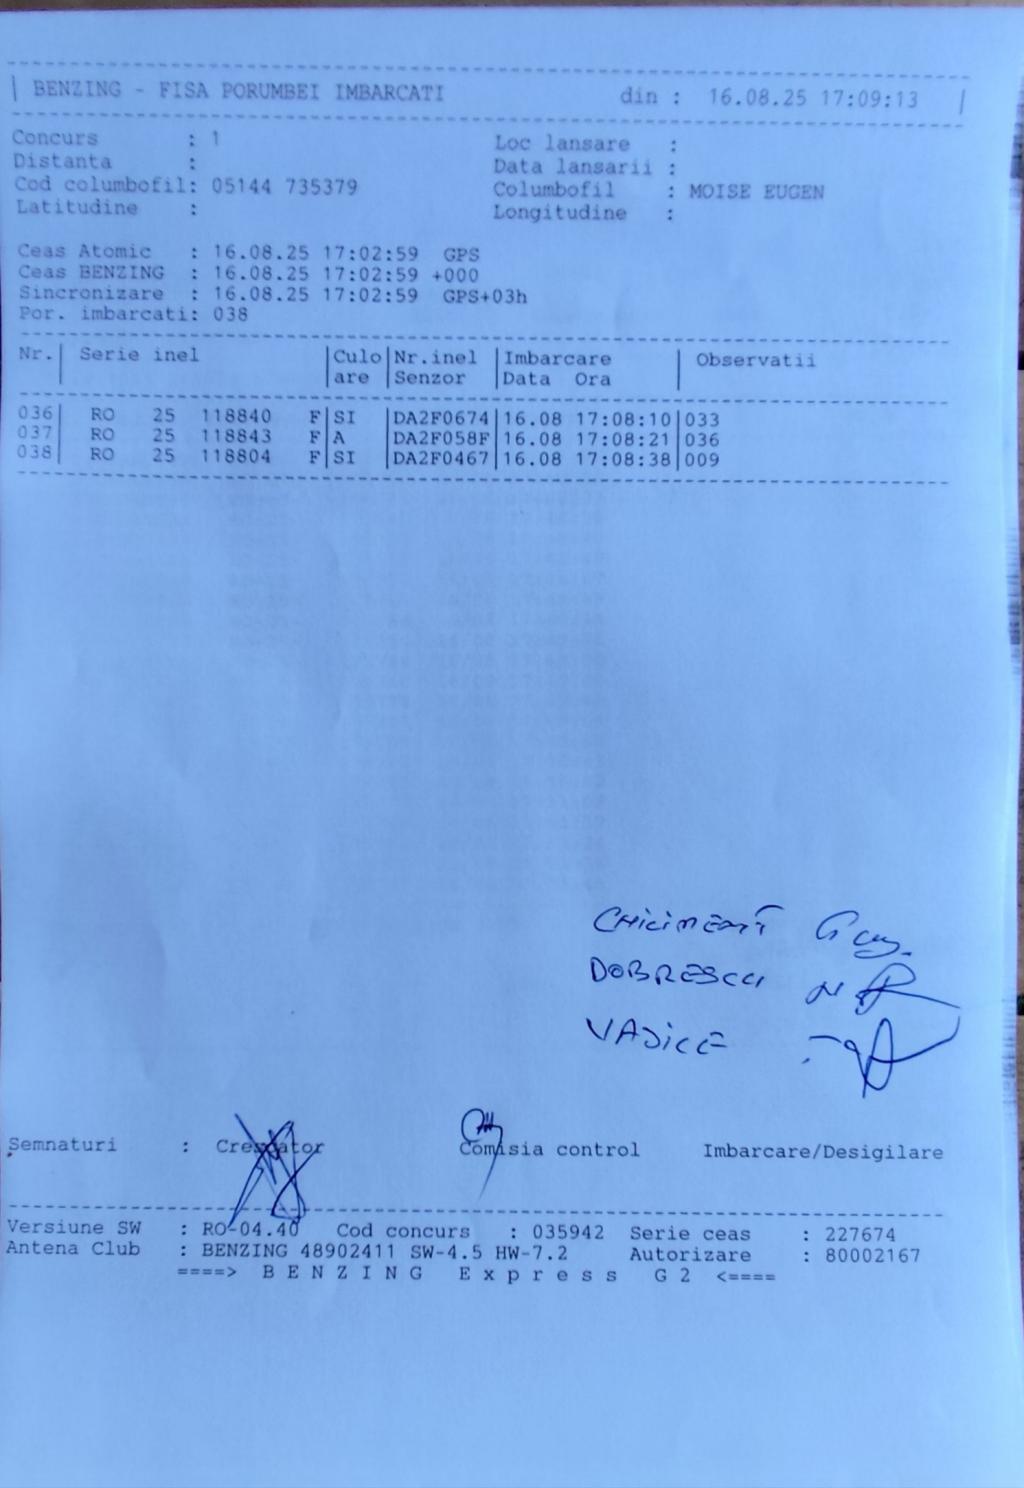 BENZING - FISA PORUMBEI IMBARCATI din : 16.08.25 17:09:13
Concurs : 1 Loc lansare :
Distanta : Data lansarii :
Cod columbofil: 05144 735379 Columbofil : MOISE EUGEN
Latitudine : Longitudine :
Ceas Atomic : 16.08.25 17:02:59 GPS
Ceas BENZING : 16.08.25 17:02:59 +000
Sincronizare : 16.08.25 17:02:59 GPS+03h
Por. imbarcati: 038
Nr.| Serie inel |Culo|Nr.inel |Imbarcare | Observatii
| |are |Senzor |Data Ora |
036| RO 25 118840 F|SI |DA2F0674|16.08 17:08:10|033
037| RO 25 118843 F|A |DA2F058F|16.08 17:08:21|036
038| RO 25 118804 F|SI |DA2F0467|16.08 17:08:38|009
DOBRESCU
Semnaturi : Crescator Comisia control Imbarcare/Desigilare
Versiune SW : RO-04.40 Cod concurs : 035942 Serie ceas : 227674
Antena Club : BENZING 48902411 SW-4.5 HW-7.2 Autorizare : 80002167
====> B E N Z I N G E x p r e s s G 2 <====